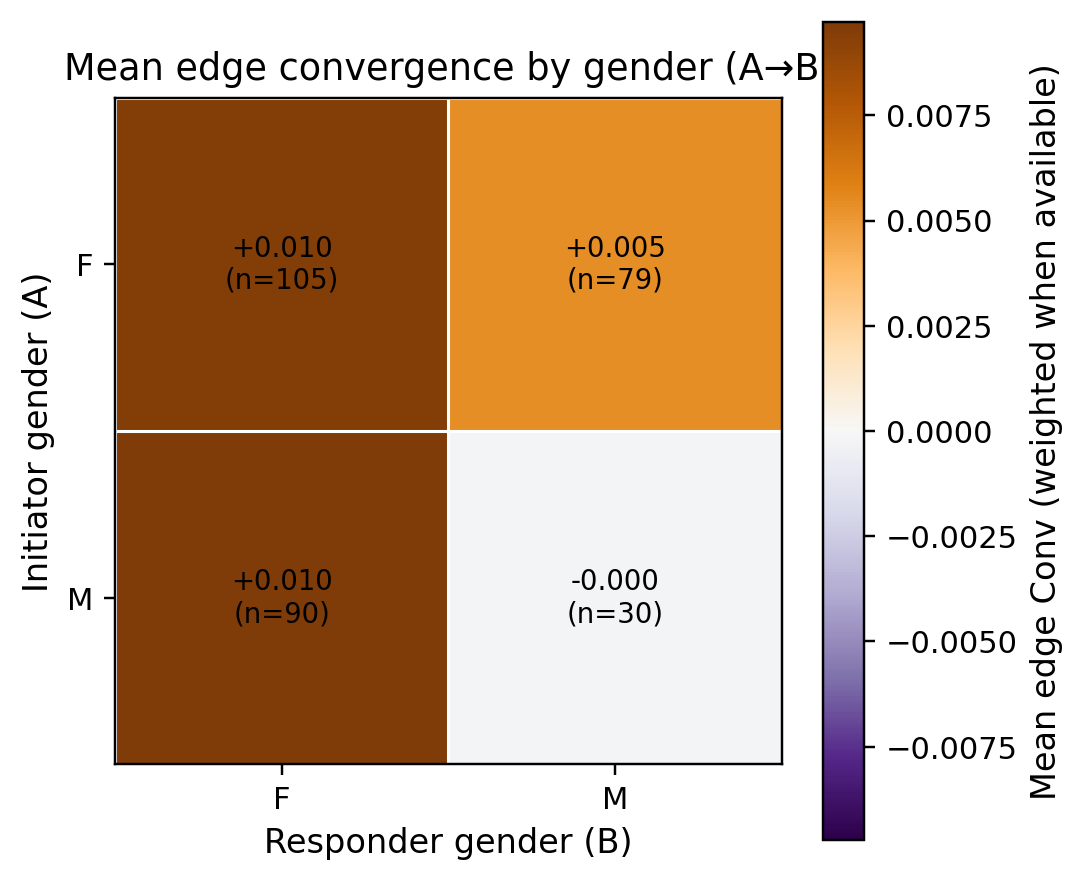 Mean edge convergence by gender (A→B
Initiator gender (A)
F
M
+0.010
(n=105)
+0.005
(n=79)
+0.010
(n=90)
-0.000
(n=30)
F
M
Responder gender (B)
0.0075
0.0050
0.0025
0.0000
−0.0025
−0.0050
−0.0075
Mean edge Conv (weighted when available)